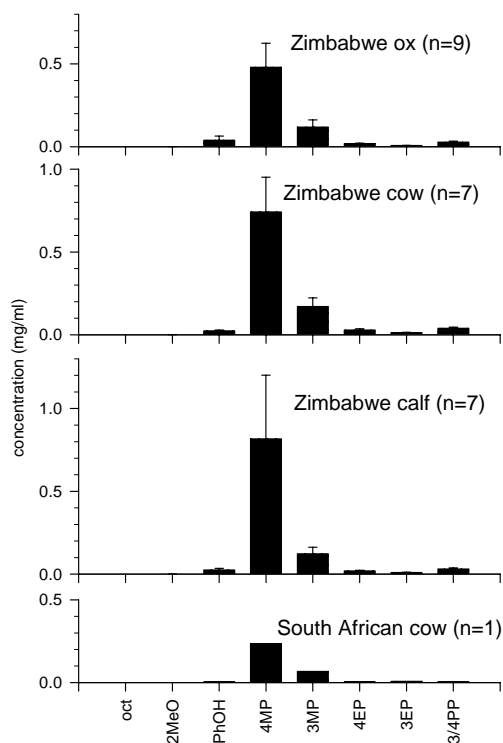 Zimbabwe ox (n=9)
0.5
0.0
Zimbabwe cow (n=7)
1.0
0.5
0.0
Zimbabwe calf (n=7)
1.0
0.5
0.0
South African cow (n=1)
0.5
0.0
concentration (mg/ml)
oct
2MeO
PhOH
4MP
3MP
4EP
3EP
3/4PP